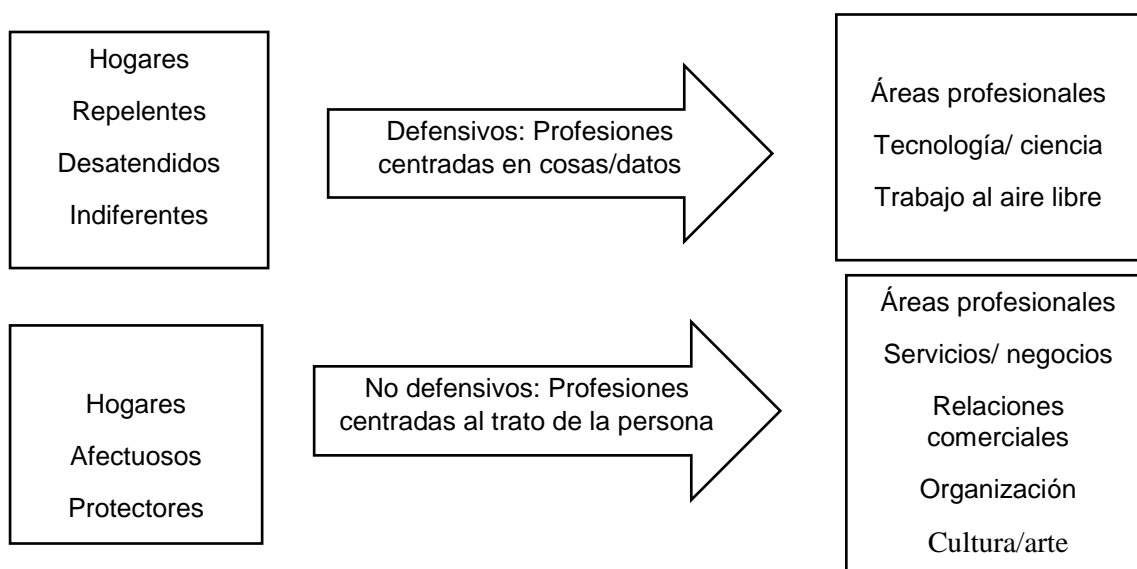 Hogares
Repelentes
Desatendidos
Indiferentes
Defensivos: Profesiones
centradas en cosas/datos
Áreas profesionales
Tecnología/ ciencia
Trabajo al aire libre
Hogares
Afectuosos
Protectores
No defensivos: Profesiones
centradas al trato de la persona
Áreas profesionales
Servicios/ negocios
Relaciones
comerciales
Organización
Cultura/arte